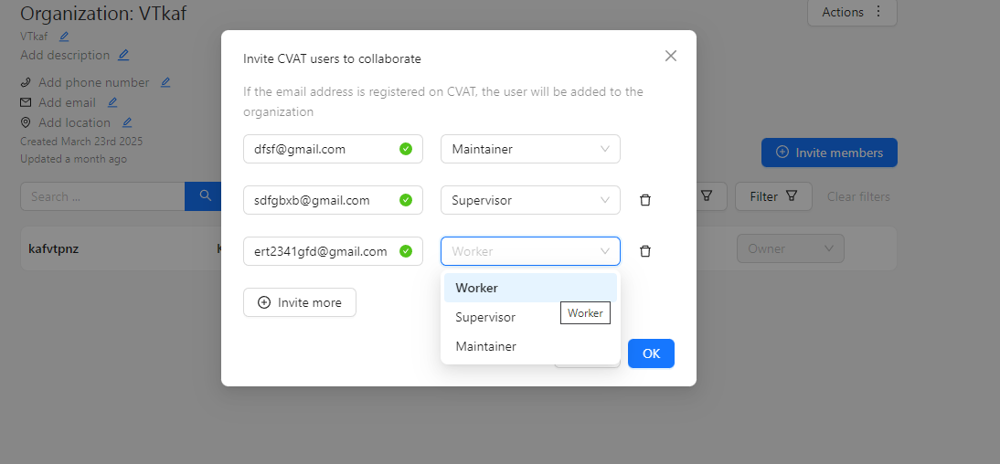 Organization: VTkaf
Actions
VTkaf
Add description
Add phone number
Add email
Add location
Created March 23rd 2025
Updated a month ago
Invite members
Search ...
Filter
Clear filters
kafvtpnz
K
Owner
Invite CVAT users to collaborate
If the email address is registered on CVAT, the user will be added to the
organization
dfsf@gmail.com
Maintainer
sdfgbxb@gmail.com
Supervisor
ert2341gfd@gmail.com
Worker
Worker
Supervisor
Worker
Maintainer
Invite more
OK